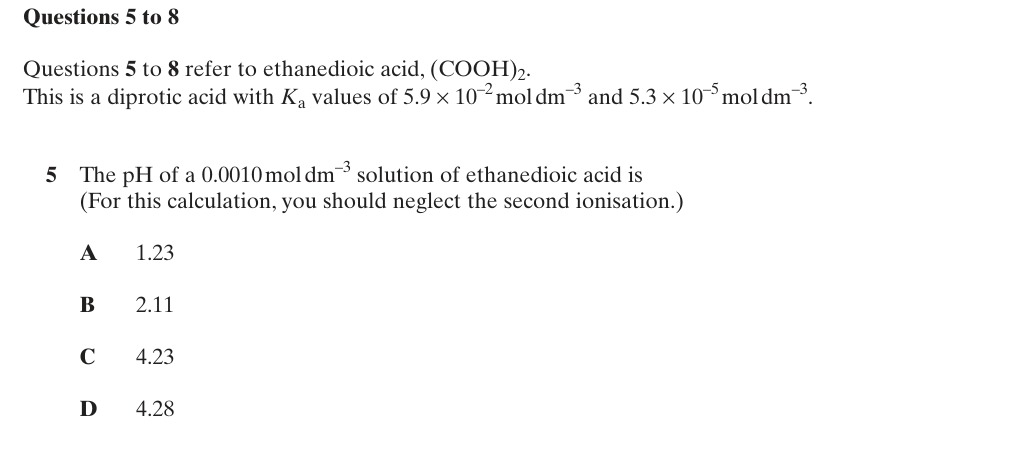 Questions 5 to 8
Questions 5 to 8 refer to ethanedioic acid, (COOH)₂.
This is a diprotic acid with Kₐ values of 5.9 × 10⁻² mol dm⁻³ and 5.3 × 10⁻⁵ mol dm⁻³.
5 The pH of a 0.0010 mol dm⁻³ solution of ethanedioic acid is
(For this calculation, you should neglect the second ionisation.)
A 1.23
B 2.11
C 4.23
D 4.28